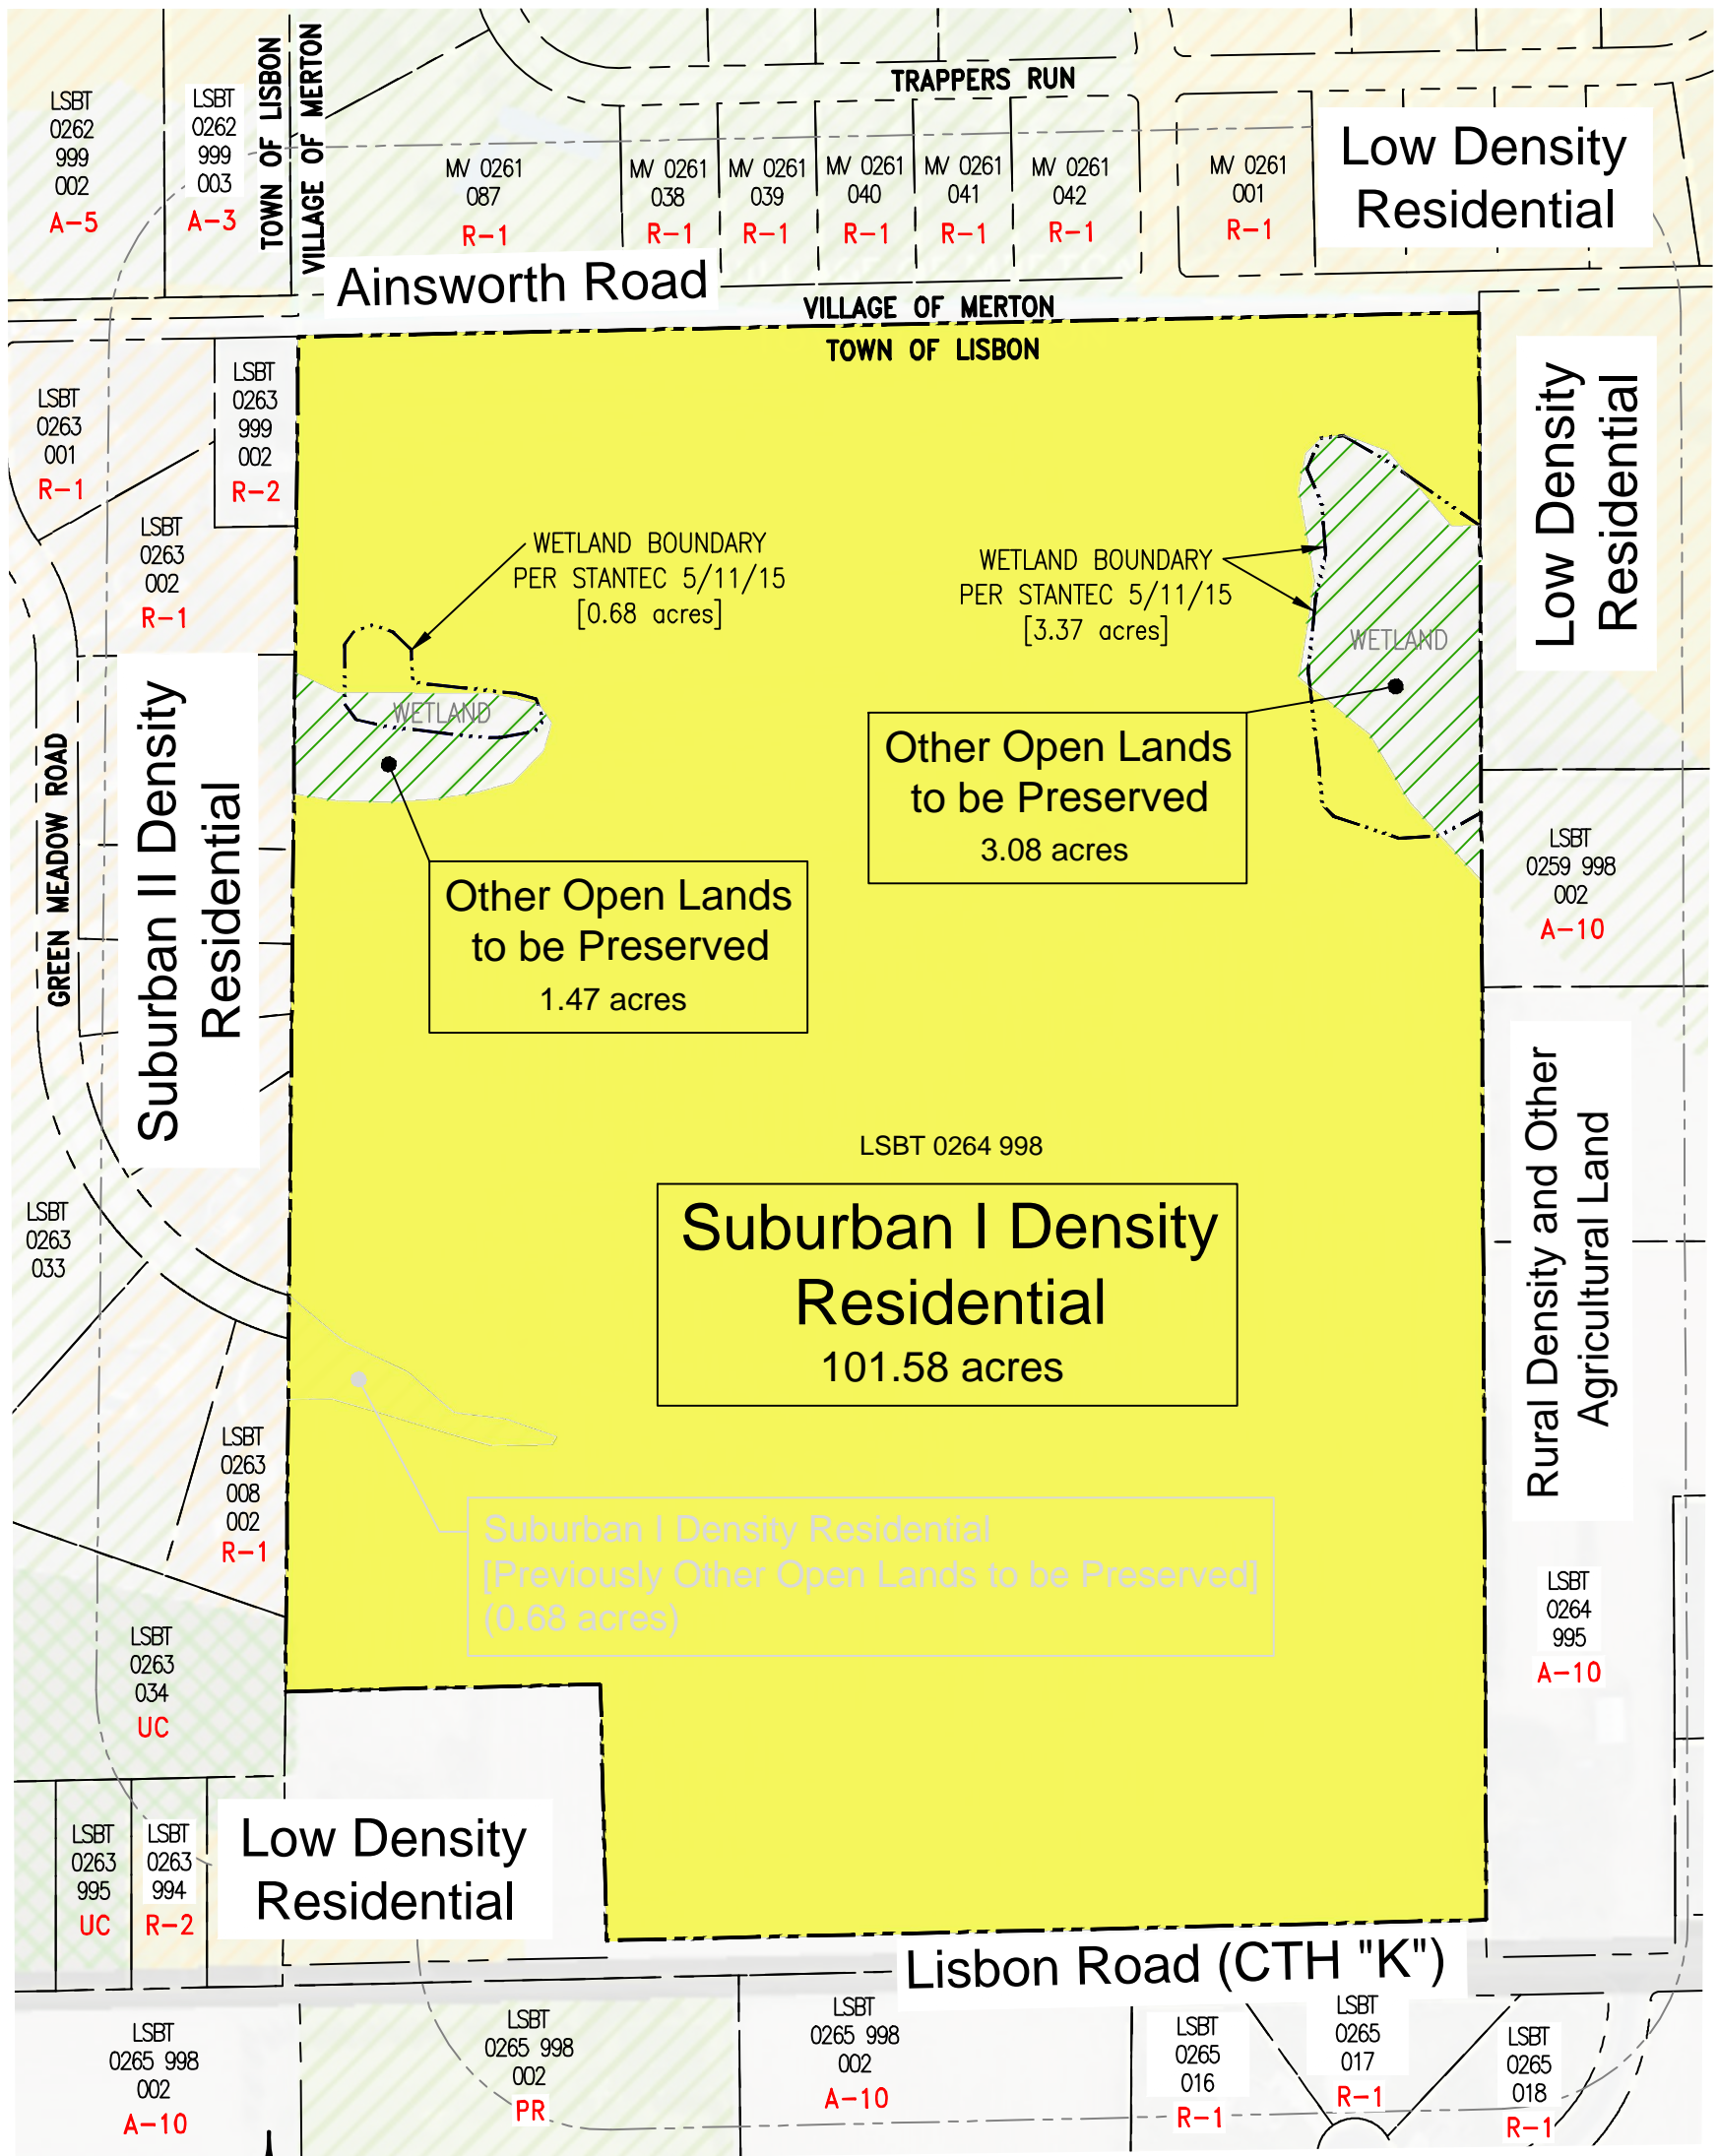 TRAPPERS RUN
LSBT
0262
999
002
A-5
LSBT
0262
999
003
A-3
TOWN OF LISBON
VILLAGE OF MERTON
MV 0261
087
R-1
MV 0261
038
R-1
MV 0261
039
R-1
MV 0261
040
R-1
MV 0261
041
R-1
MV 0261
042
R-1
MV 0261
001
R-1
Low Density
Residential
Ainsworth Road
VILLAGE OF MERTON
TOWN OF LISBON
LSBT
0263
001
R-1
LSBT
0263
999
002
R-2
LSBT
0263
002
R-1
WETLAND BOUNDARY
PER STANTEC 5/11/15
[0.68 acres]
WETLAND BOUNDARY
PER STANTEC 5/11/15
[3.37 acres]
WETLAND
WETLAND
Low Density
Residential
GREEN MEADOW ROAD
Suburban II Density
Residential
Other Open Lands
to be Preserved
3.08 acres
Other Open Lands
to be Preserved
1.47 acres
LSBT
0259 998
002
A-10
LSBT 0264 998
Suburban I Density
Residential
101.58 acres
Rural Density and Other
Agricultural Land
LSBT
0263
033
LSBT
0263
008
002
R-1
Suburban I Density Residential
[Previously Other Open Lands to be Preserved]
(0.68 acres)
LSBT
0264
995
A-10
LSBT
0263
034
UC
LSBT
0263
995
UC
LSBT
0263
994
R-2
Low Density
Residential
Lisbon Road (CTH "K")
LSBT
0265 998
002
A-10
LSBT
0265 998
002
PR
LSBT
0265 998
002
A-10
LSBT
0265
016
R-1
LSBT
0265
017
R-1
LSBT
0265
018
R-1